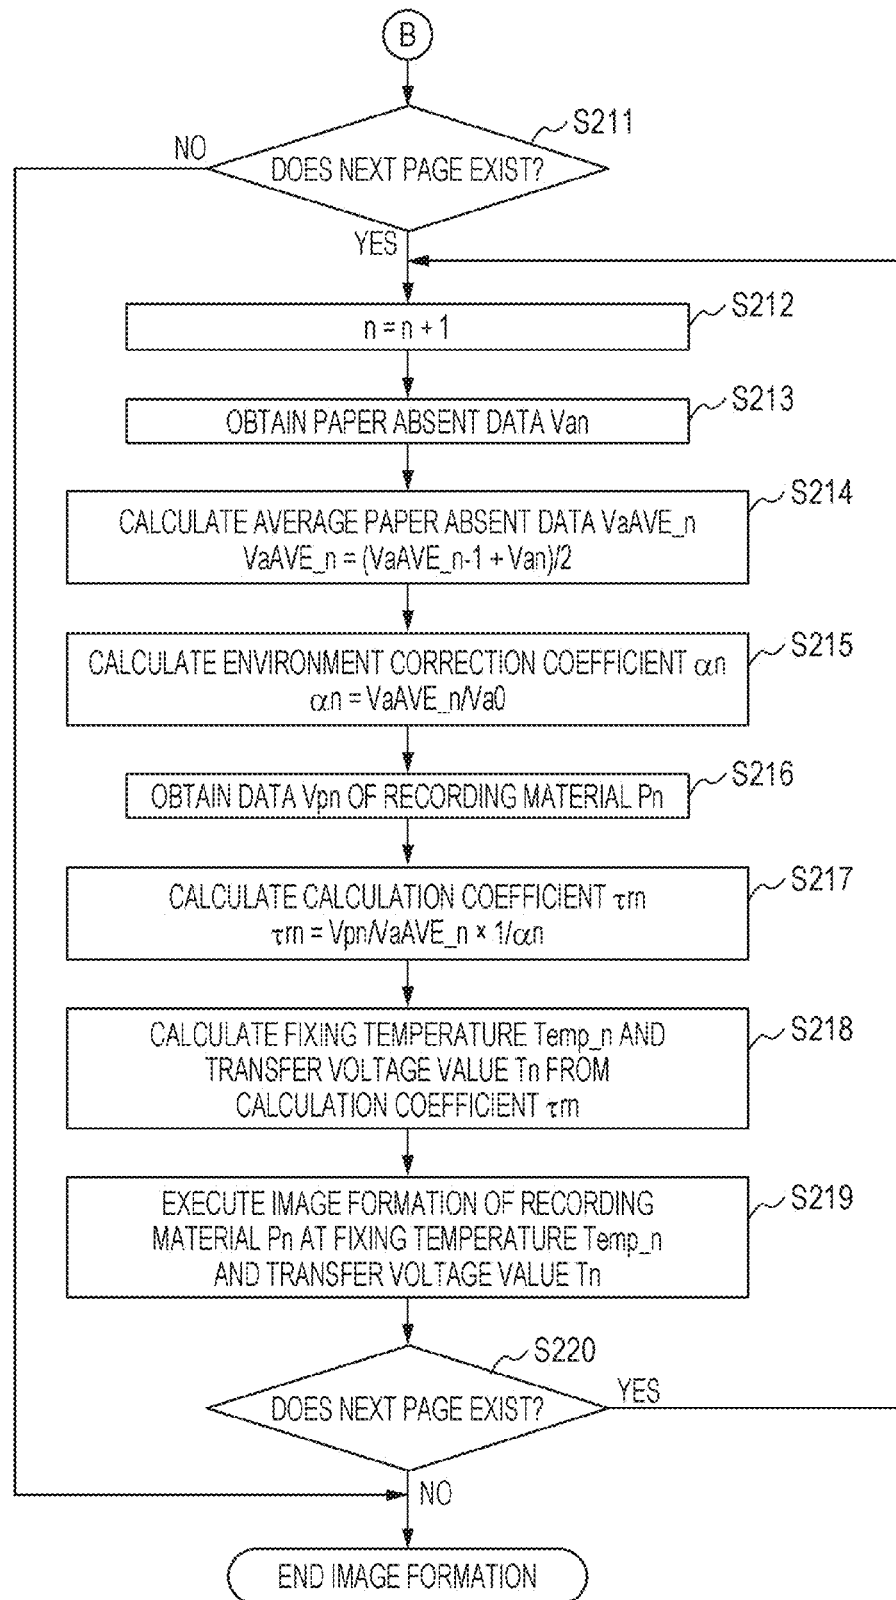 B
S211
NO
DOES NEXT PAGE EXIST?
YES
S212
n = n + 1
S213
OBTAIN PAPER ABSENT DATA Van
S214
CALCULATE AVERAGE PAPER ABSENT DATA VaAVE_n
VaAVE_n = (VaAVE_n-1 + Van)/2
S215
CALCULATE ENVIRONMENT CORRECTION COEFFICIENT αn
αn = VaAVE_n/Va0
S216
OBTAIN DATA Vpn OF RECORDING MATERIAL Pn
S217
CALCULATE CALCULATION COEFFICIENT τrn
τrn = Vpn/VaAVE_n × 1/αn
S218
CALCULATE FIXING TEMPERATURE Temp_n AND
TRANSFER VOLTAGE VALUE Tn FROM
CALCULATION COEFFICIENT τrn
S219
EXECUTE IMAGE FORMATION OF RECORDING
MATERIAL Pn AT FIXING TEMPERATURE Temp_n
AND TRANSFER VOLTAGE VALUE Tn
S220
DOES NEXT PAGE EXIST?
YES
NO
END IMAGE FORMATION